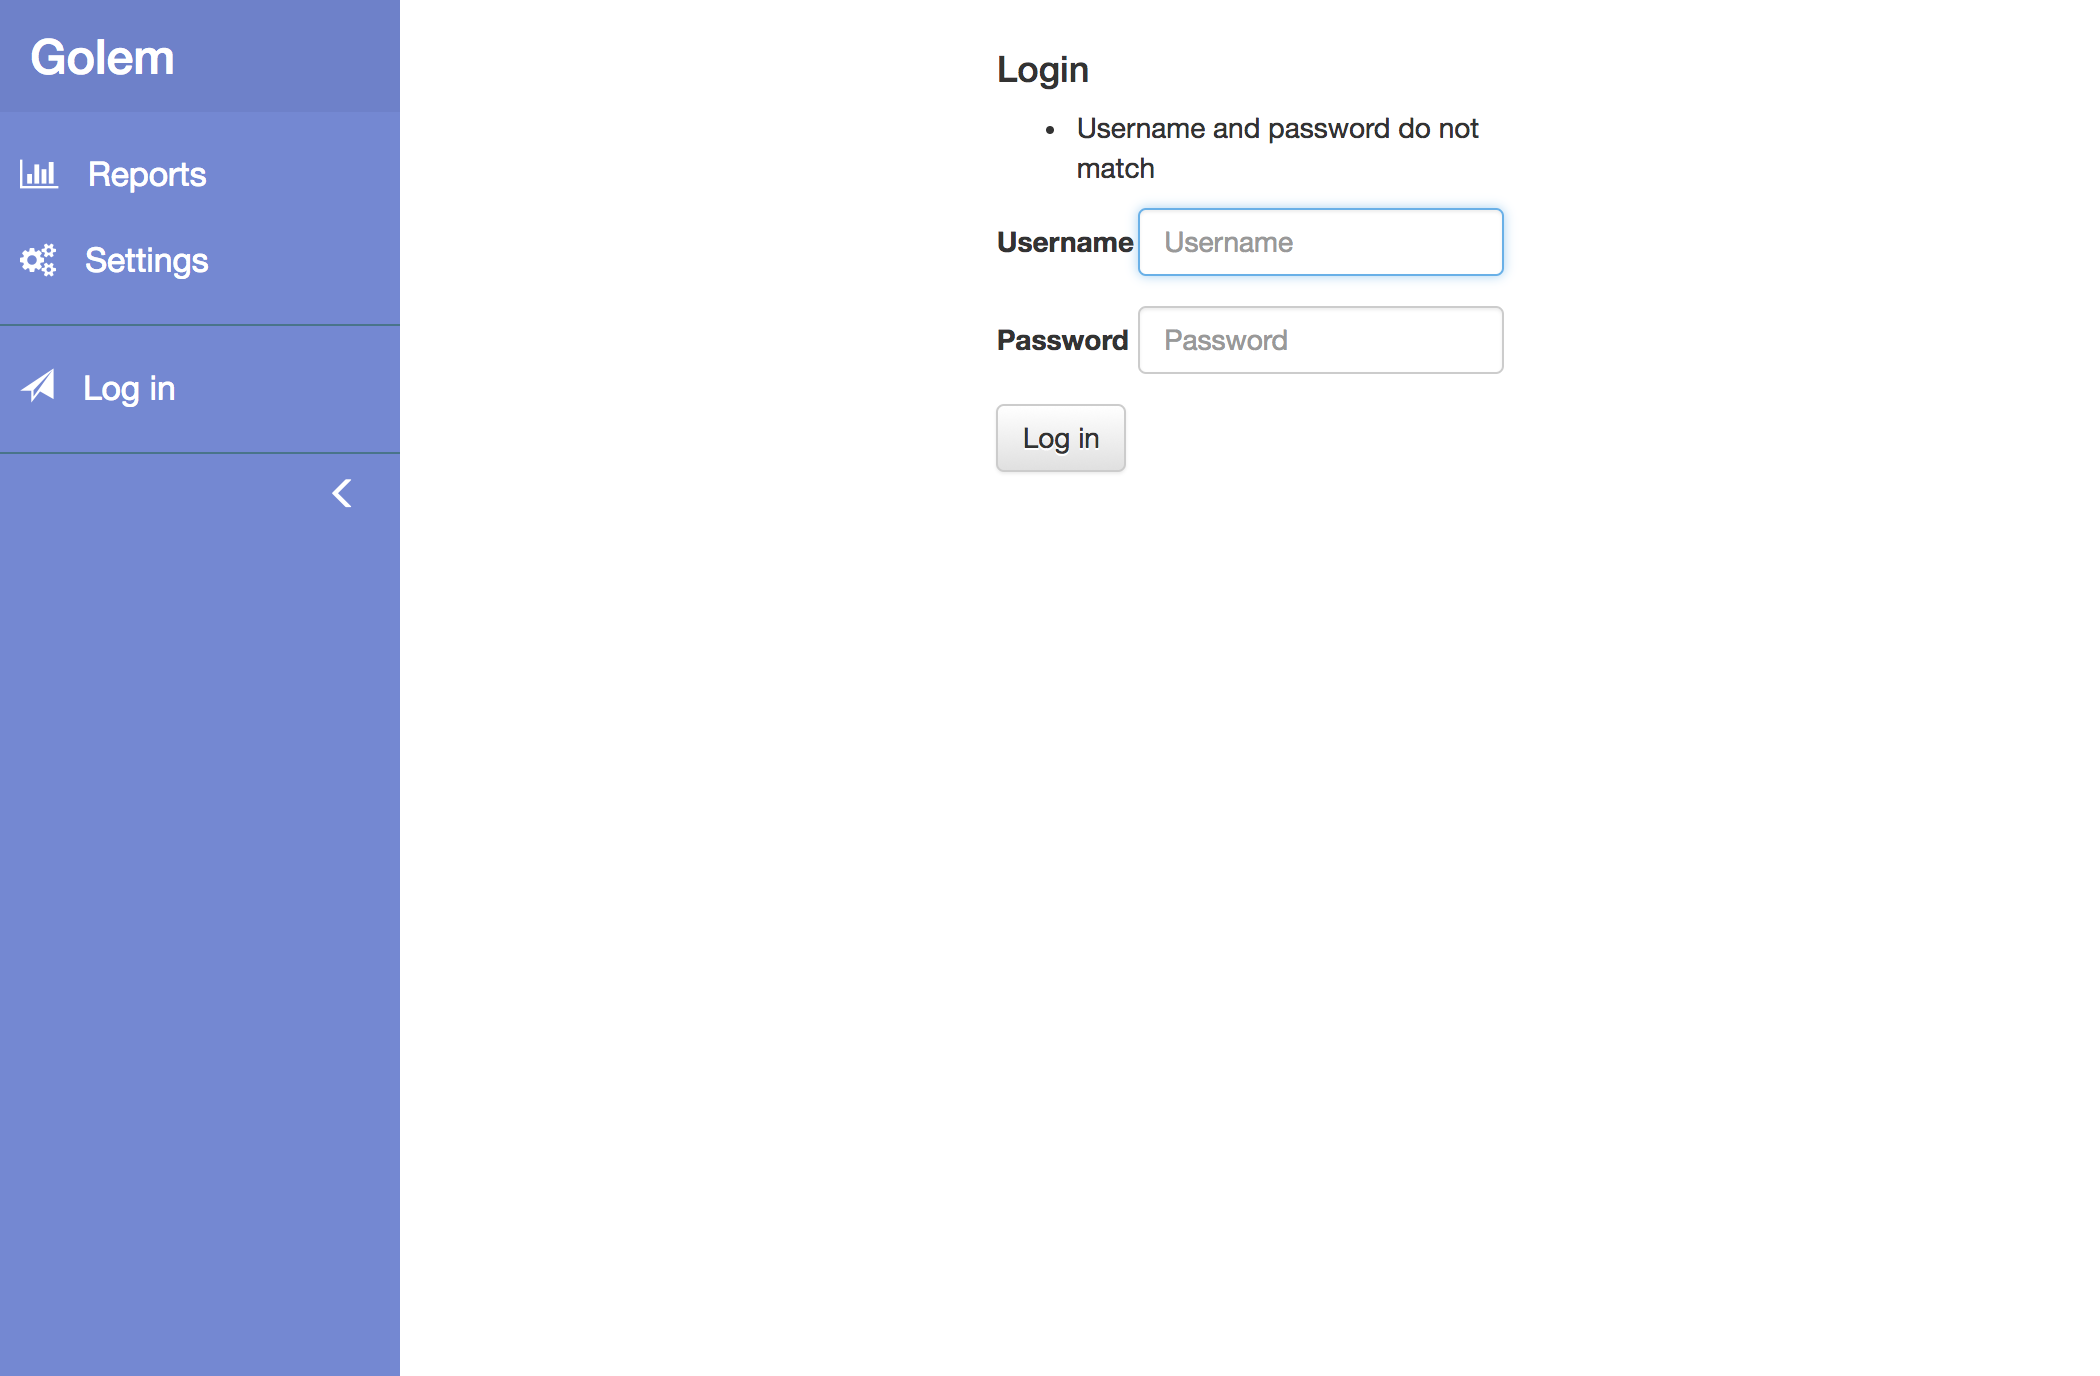 Golem
Reports
Settings
Log in
Login
Username and password do not
match
Username Username
Password Password
Log in